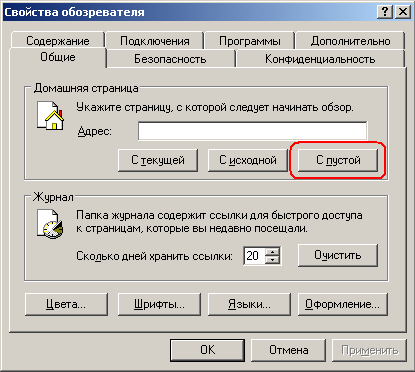 Свойства обозревателя
Содержание Подключения Программы Дополнительно
Общие Безопасность Конфиденциальность
Домашняя страница
Укажите страницу, с которой следует начинать обзор.
Адрес:
С текущей С исходной С пустой
Журнал
Папка журнала содержит ссылки для быстрого доступа
к страницам, которые вы недавно посещали.
Сколько дней хранить ссылки: 20 Очистить
Цвета... Шрифты... Языки... Оформление...
OK Отмена Применить